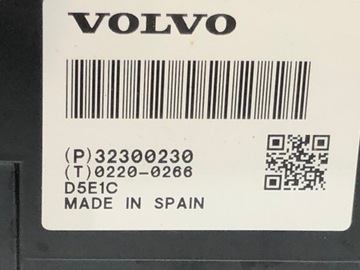 VOLVO
(P)32300230
(T)0220-0266
D5E1C
MADE IN SPAIN